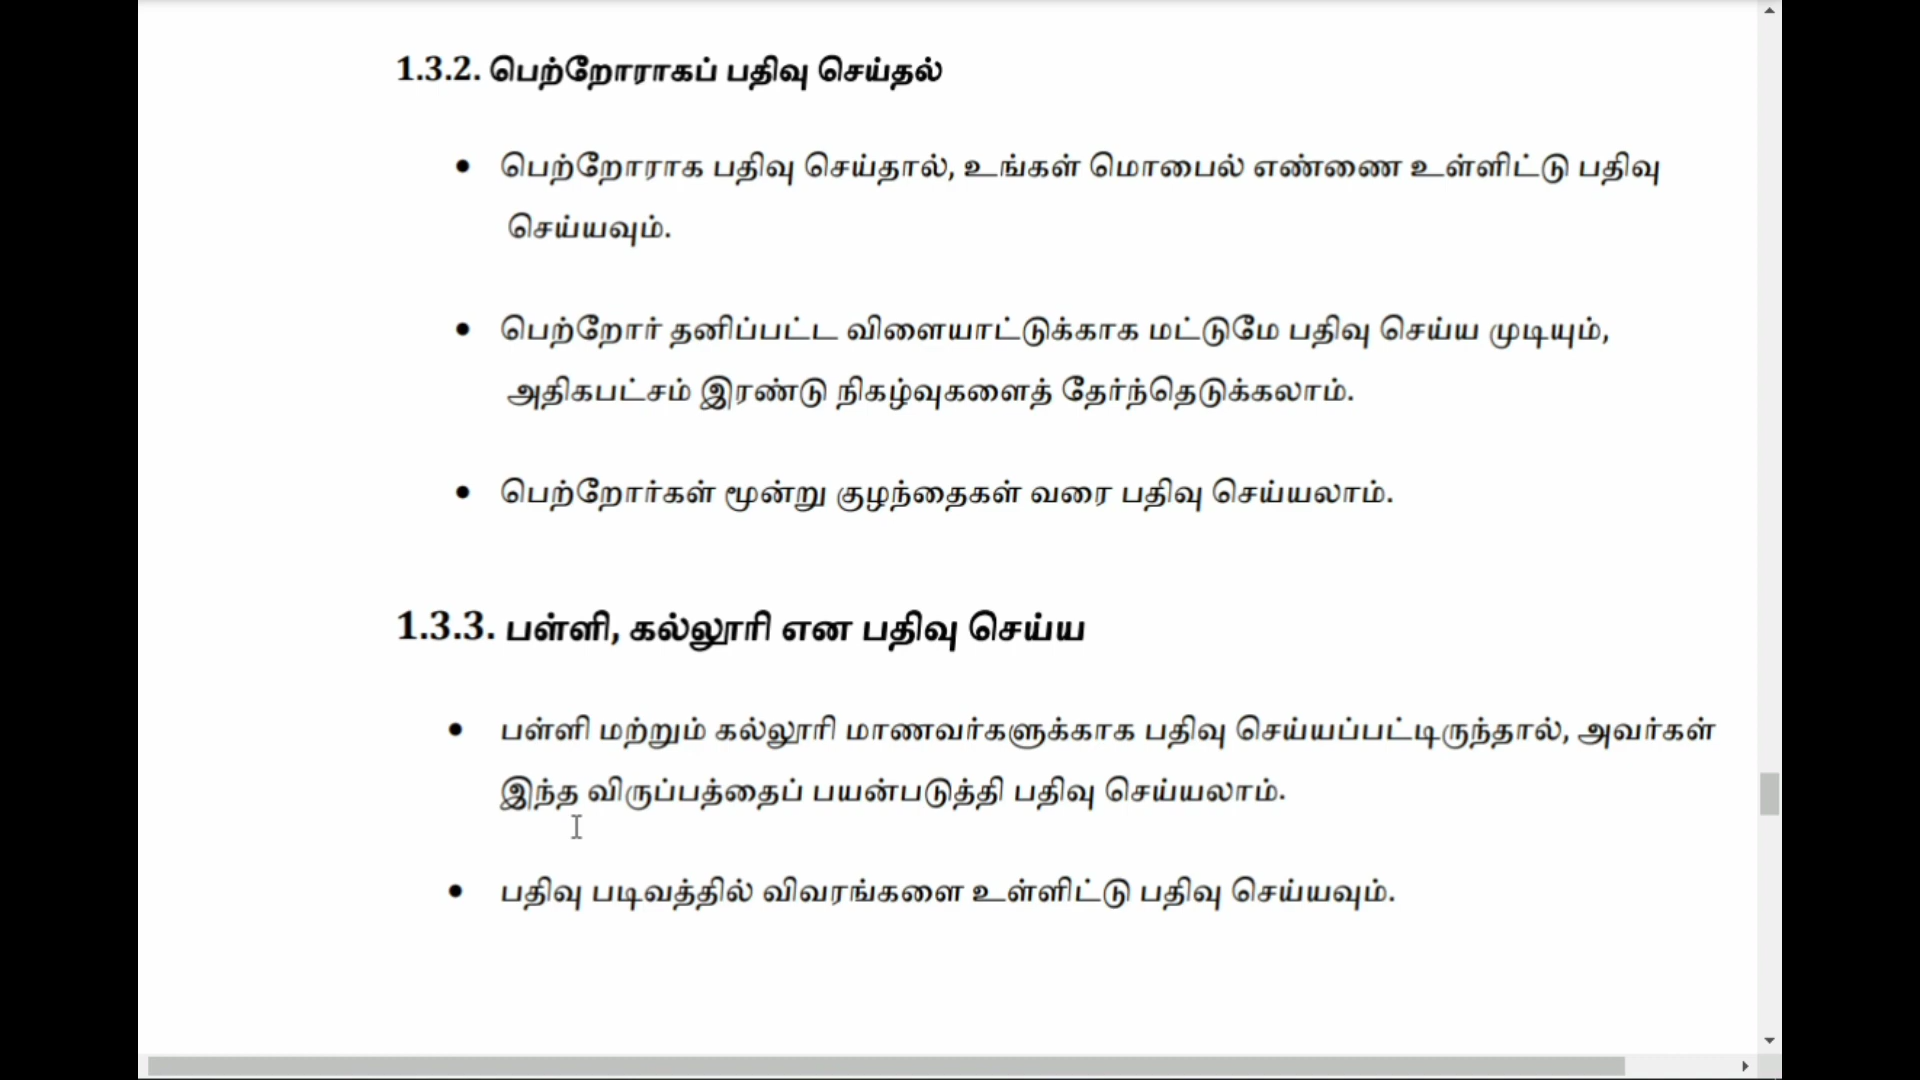 1.3.2. பெற்றோராகப் பதிவு செய்தல்
• பெற்றோராக பதிவு செய்தால், உங்கள் மொபைல் எண்ணை உள்ளிட்டு பதிவு
செய்யவும்.
• பெற்றோர் தனிப்பட்ட விளையாட்டுக்காக மட்டுமே பதிவு செய்ய முடியும்,
அதிகபட்சம் இரண்டு நிகழ்வுகளைத் தேர்ந்தெடுக்கலாம்.
• பெற்றோர்கள் மூன்று குழந்தைகள் வரை பதிவு செய்யலாம்.
1.3.3. பள்ளி, கல்லூரி என பதிவு செய்ய
• பள்ளி மற்றும் கல்லூரி மாணவர்களுக்காக பதிவு செய்யப்பட்டிருந்தால், அவர்கள்
இந்த விருப்பத்தைப் பயன்படுத்தி பதிவு செய்யலாம்.
• பதிவு படிவத்தில் விவரங்களை உள்ளிட்டு பதிவு செய்யவும்.